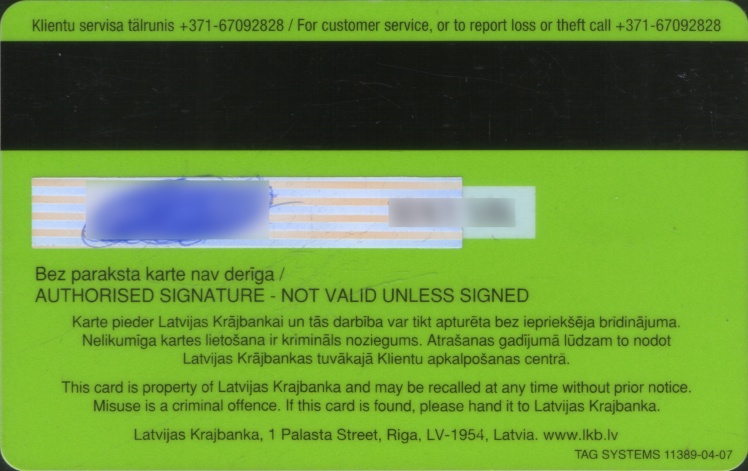 Klientu servisa tālrunis +371-67092828 / For customer service, or to report loss or theft call +371-67092828
Bez paraksta karte nav derīga /
AUTHORISED SIGNATURE - NOT VALID UNLESS SIGNED
Karte pieder Latvijas Krājbankai un tās darbība var tikt apturēta bez iepriekšēja brīdinājuma.
Nelikumīga kartes lietošana ir krimināls noziegums. Atrašanas gadījumā lūdzam to nodot
Latvijas Krājbankas tuvākajā Klientu apkalpošanas centrā.
This card is property of Latvijas Krajbanka and may be recalled at any time without prior notice.
Misuse is a criminal offence. If this card is found, please hand it to Latvijas Krajbanka.
Latvijas Krajbanka, 1 Palasta Street, Riga, LV-1954, Latvia. www.lkb.lv
TAG SYSTEMS 11389-04-07